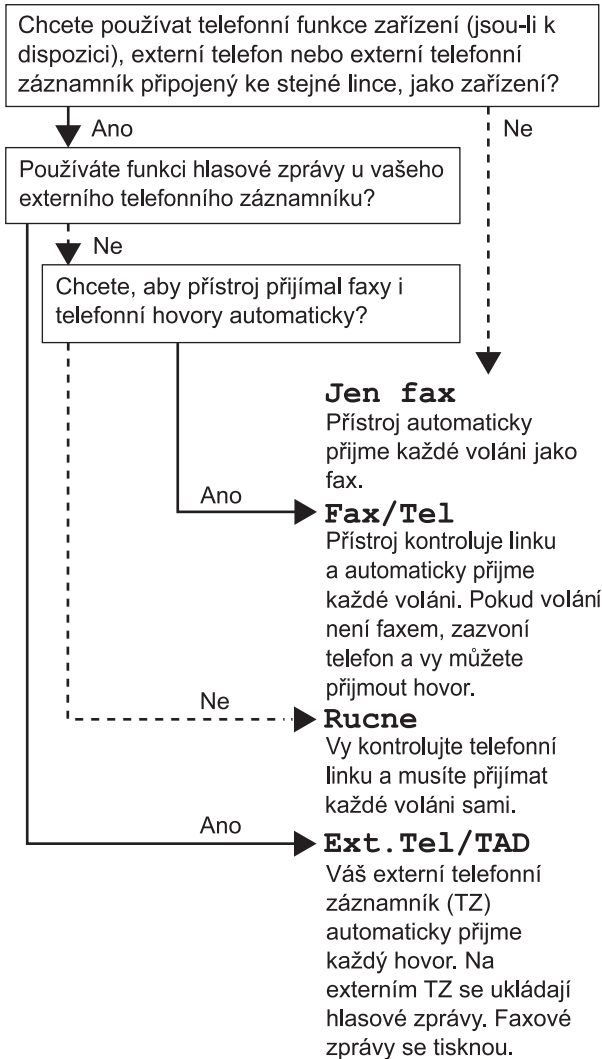 Chcete používat telefonní funkce zařízení (jsou-li k
dispozici), externí telefon nebo externí telefonní
záznamník připojený ke stejné lince, jako zařízení?
Ano
Ne
Používáte funkci hlasové zprávy u vašeho
externího telefonního záznamníku?
Ne
Chcete, aby přístroj přijímal faxy i
telefonní hovory automaticky?
Jen fax
Přístroj automaticky
přijme každé voláni jako
fax.
Ano
Fax/Tel
Přístroj kontroluje linku
a automaticky přijme
každé voláni. Pokud volání
není faxem, zazvoní
telefon a vy můžete
přijmout hovor.
Ne
Rucne
Vy kontrolujte telefonní
linku a musíte přijímat
každé voláni sami.
Ano
Ext.Tel/TAD
Váš externí telefonní
záznamník (TZ)
automaticky přijme
každý hovor. Na
externím TZ se ukládají
hlasové zprávy. Faxové
zprávy se tisknou.